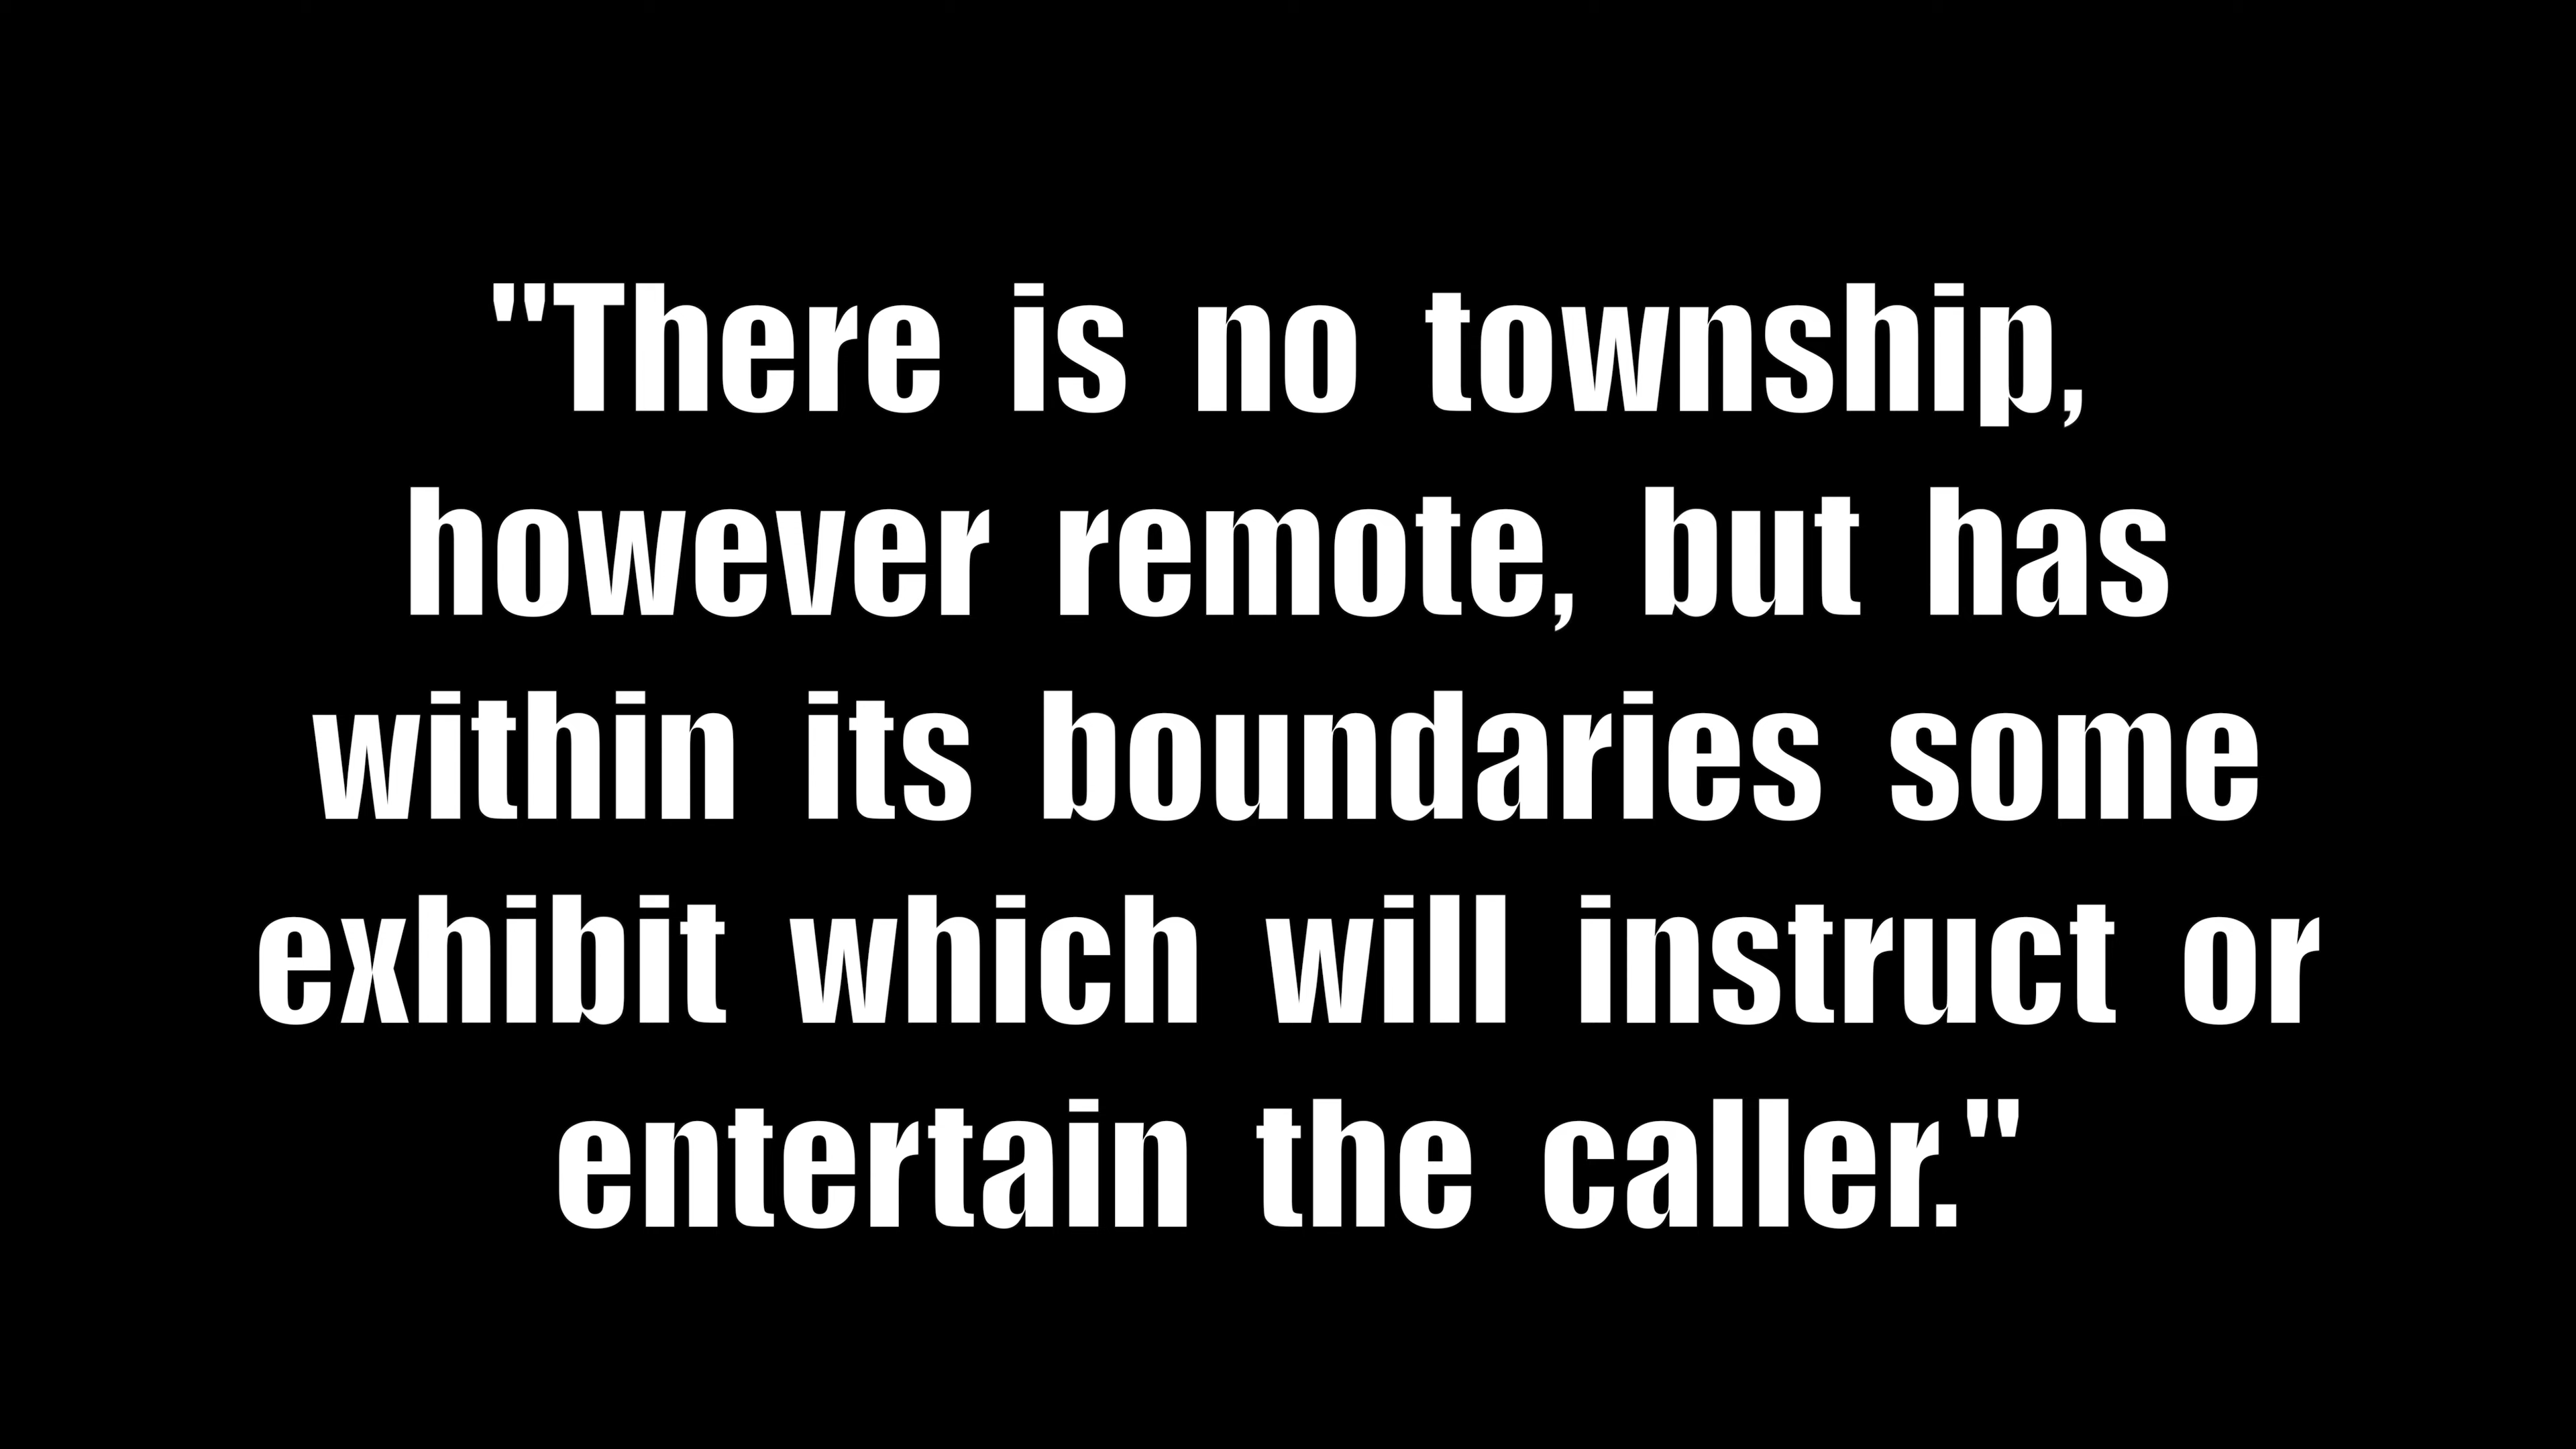 "There is no township,
however remote, but has
within its boundaries some
exhibit which will instruct or
entertain the caller."